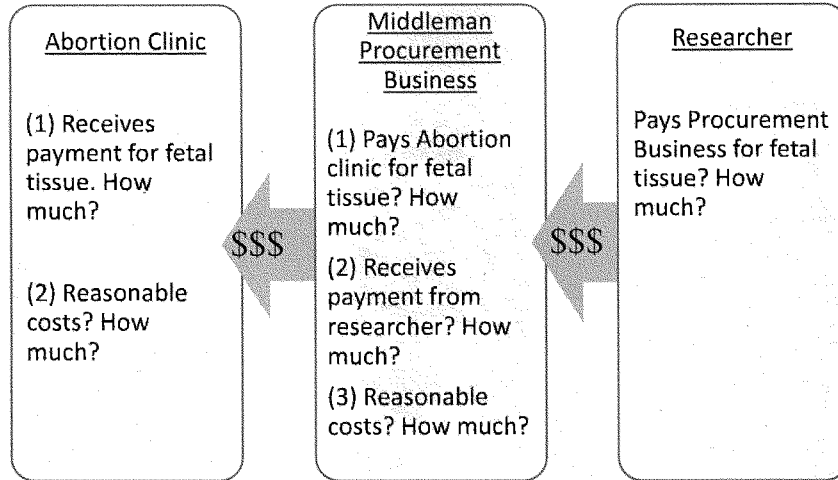 Abortion Clinic
(1) Receives
payment for fetal
tissue. How
much?
(2) Reasonable
costs? How
much?
$$$
Middleman
Procurement
Business
(1) Pays Abortion
clinic for fetal
tissue? How
much?
(2) Receives
payment from
researcher? How
much?
(3) Reasonable
costs? How much?
$$$
Researcher
Pays Procurement
Business for fetal
tissue? How
much?